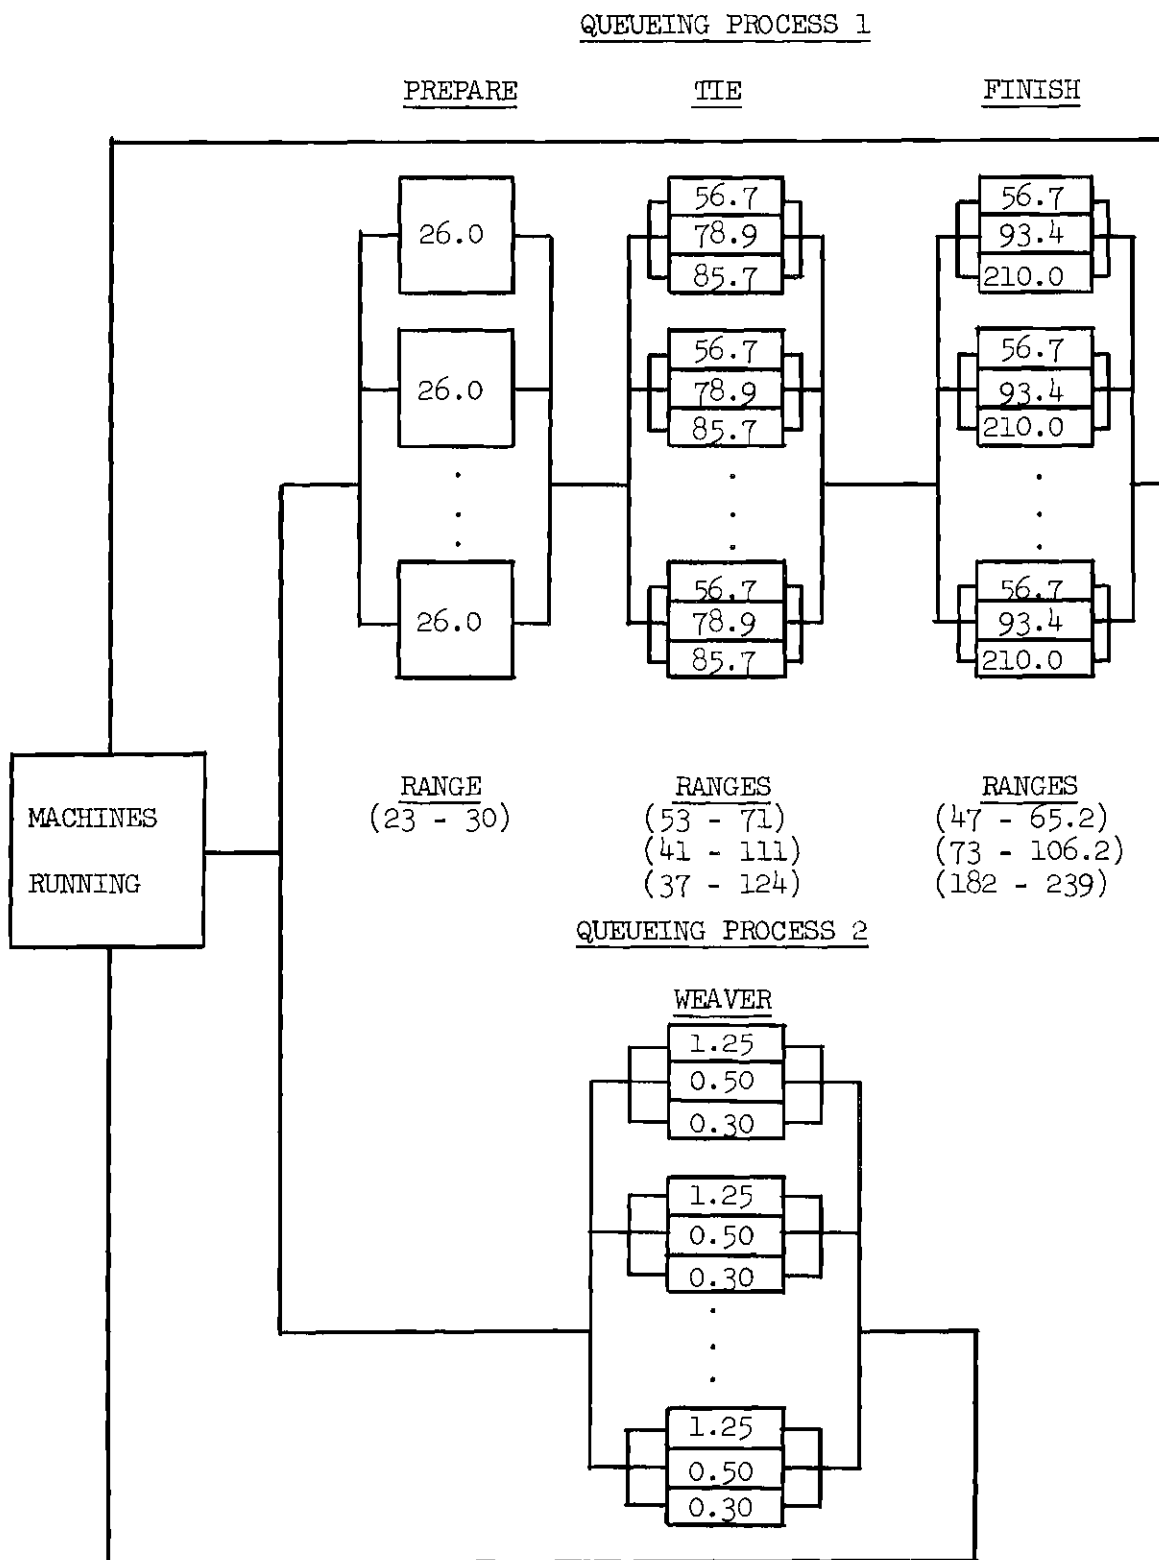 QUEUEING PROCESS 1
PREPARE TIE FINISH
56.7 56.7
26.0 78.9 93.4
85.7 210.0
56.7 56.7
26.0 78.9 93.4
85.7 210.0
56.7 56.7
26.0 78.9 93.4
85.7 210.0
MACHINES
RUNNING
RANGE RANGES RANGES
(23 - 30) (53 - 71) (47 - 65.2)
(41 - 111) (73 - 106.2)
(37 - 124) (182 - 239)
QUEUEING PROCESS 2
WEAVER
1.25
0.50
0.30
1.25
0.50
0.30
1.25
0.50
0.30